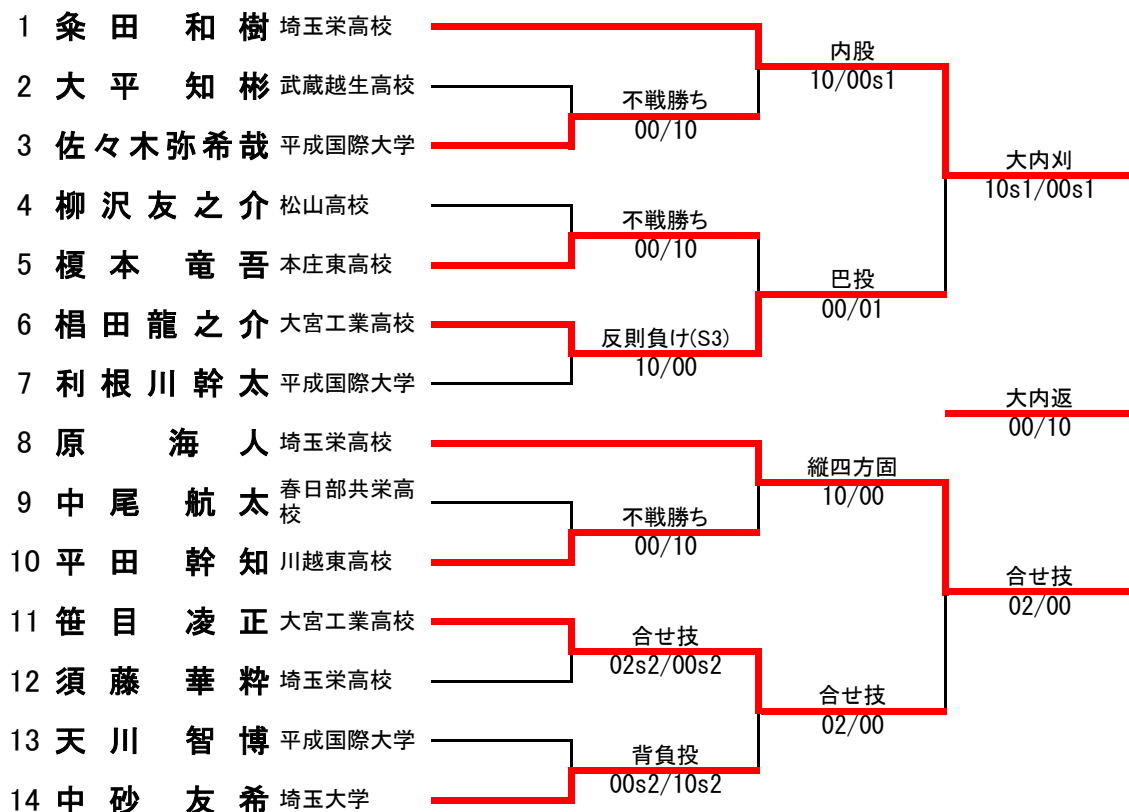 1 粂田 和樹 埼玉栄高校
2 大平 知彬 武蔵越生高校
3 佐々木弥希哉 平成国際大学
4 柳沢友之介 松山高校
5 榎本 竜吾 本庄東高校
6 椙田龍之介 大宮工業高校
7 利根川幹太 平成国際大学
8 原 海人 埼玉栄高校
9 中尾 航太 春日部共栄高
校
10 平田 幹知 川越東高校
11 笹目 凌正 大宮工業高校
12 須藤 華粋 埼玉栄高校
13 天川 智博 平成国際大学
14 中砂 友希 埼玉大学
不戦勝ち
00/10
不戦勝ち
00/10
反則負け(S3)
10/00
不戦勝ち
00/10
合せ技
02s2/00s2
背負投
00s2/10s2
内股
10/00s1
巴投
00/01
縦四方固
10/00
合せ技
02/00
大内刈
10s1/00s1
大内返
00/10
合せ技
02/00